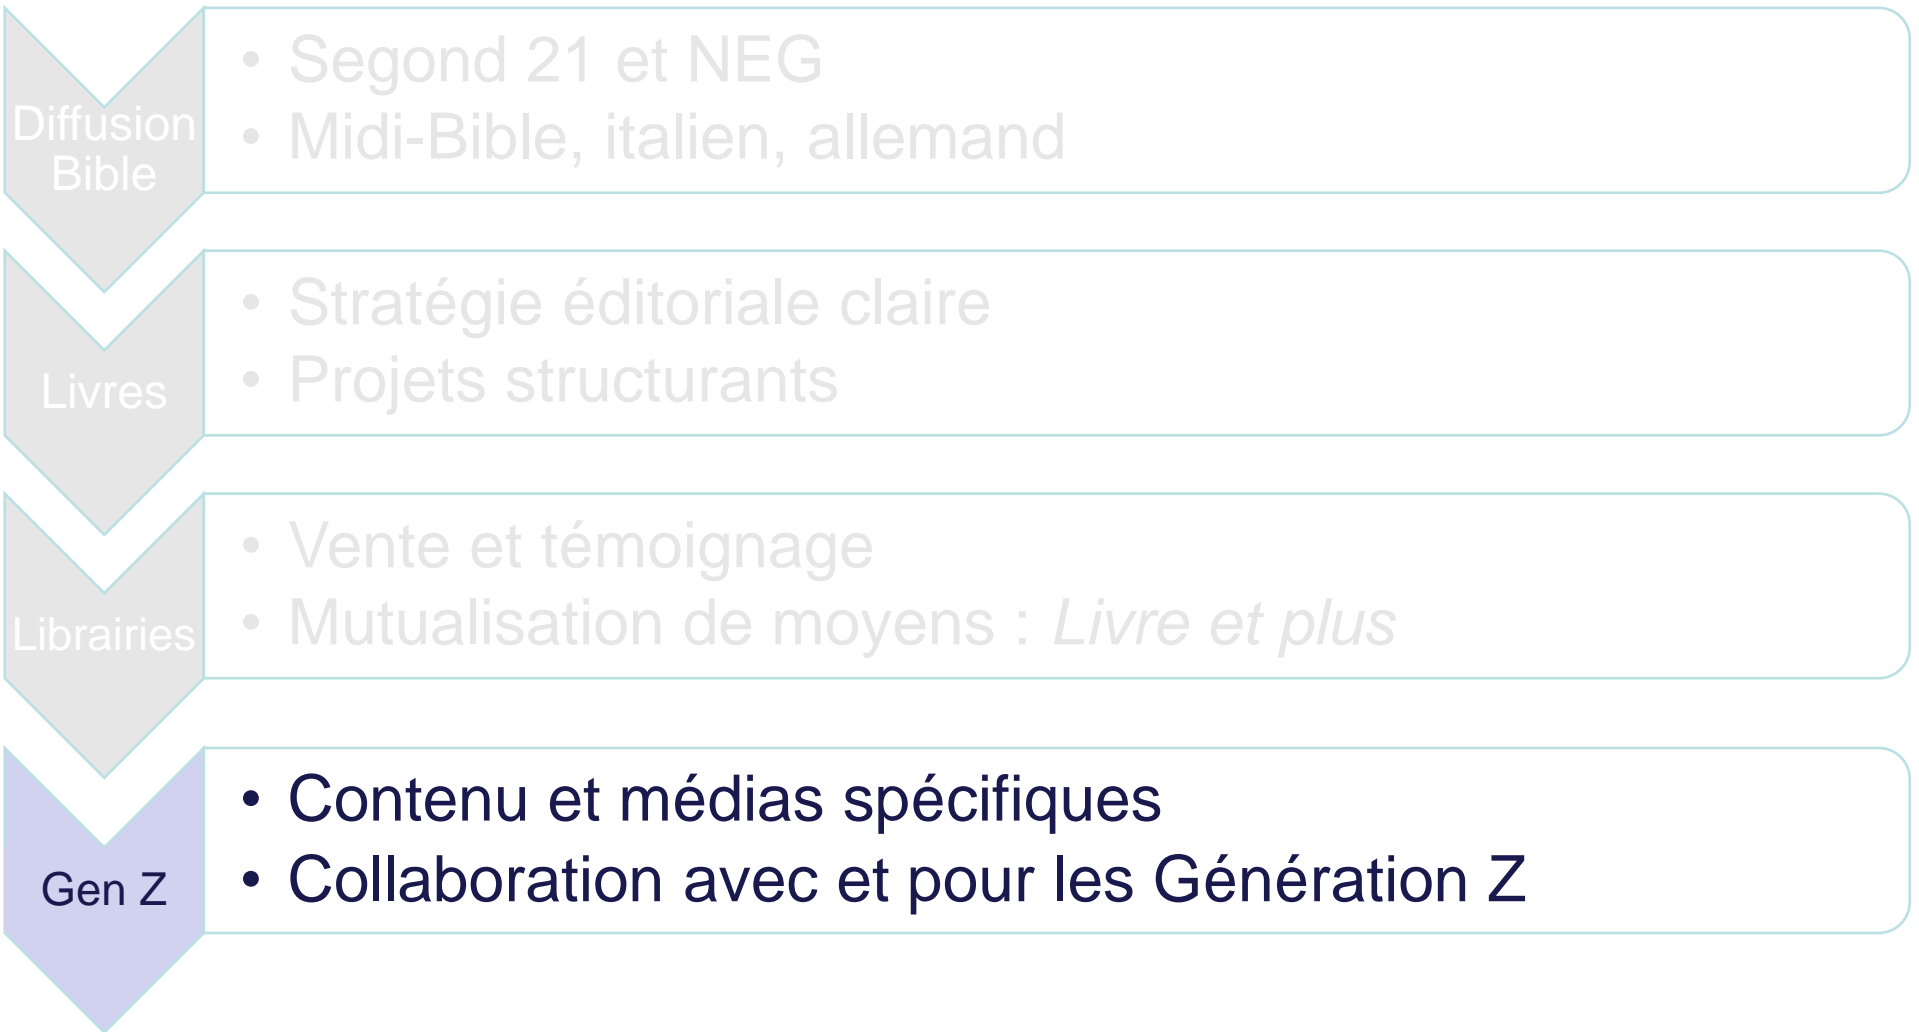 Diffusion
Bible
• Segond 21 et NEG
• Midi-Bible, italien, allemand
Livres
• Stratégie éditoriale claire
• Projets structurants
Librairies
• Vente et témoignage
• Mutualisation de moyens : Livre et plus
Gen Z
• Contenu et médias spécifiques
• Collaboration avec et pour les Génération Z